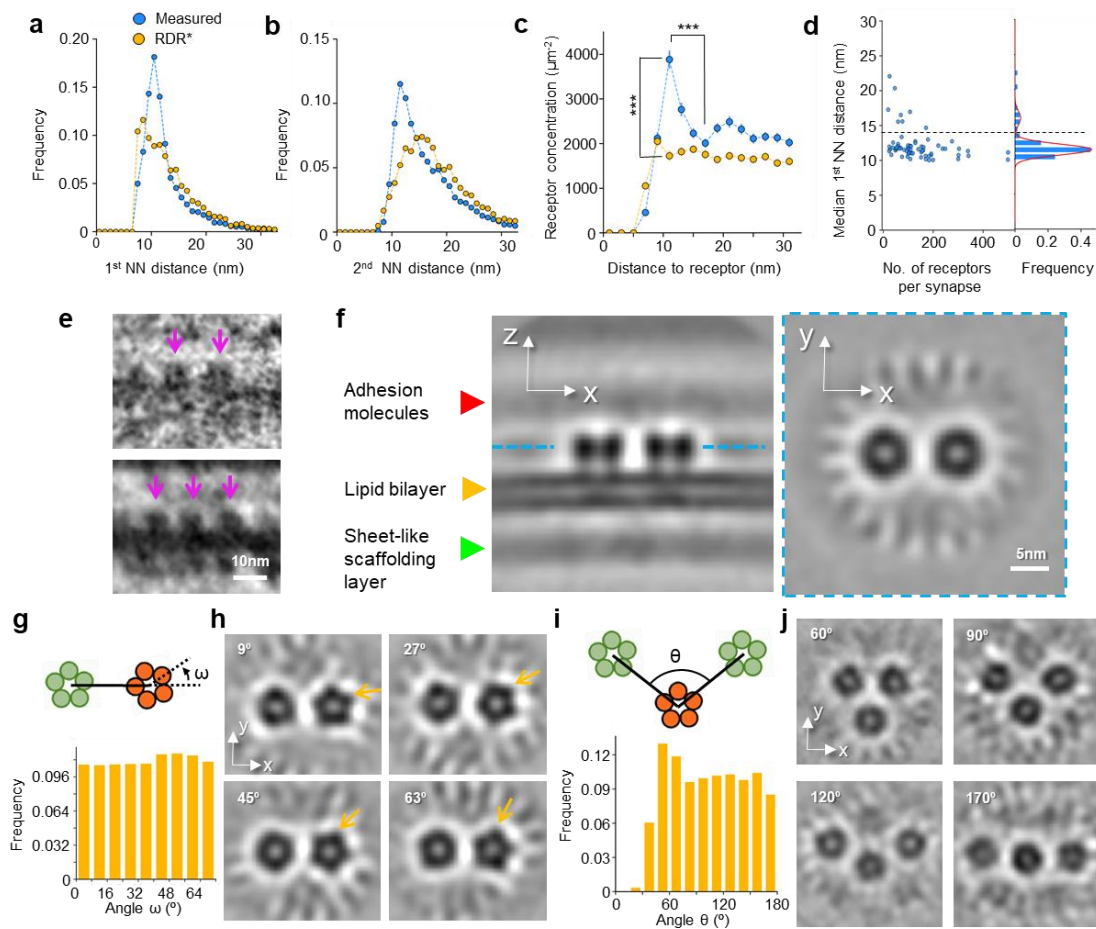 a
Measured
RDR*
b
c
d
0.20
0.15
0.10
0.05
0
0
10
20
30
Frequency
1st NN distance (nm)
0.15
0.10
0.05
0.0
0
10
20
30
Frequency
2nd NN distance (nm)
4000
3000
2000
1000
0
0
10
20
30
***
***
Receptor concentration (µm-2)
Distance to receptor (nm)
30
25
20
15
10
5
0
0
200
400
0
0.2
0.4
Median 1st NN distance (nm)
No. of receptors
per synapse
Frequency
e
10nm
f
Adhesion
molecules
Lipid bilayer
Sheet-like
scaffolding
layer
z
x
y
x
5nm
g
ω
0.096
0.064
0.032
0
0
16
32
48
64
Frequency
Angle ω (º)
h
9º
27º
45º
63º
y
x
i
θ
0.12
0.09
0.06
0.03
0
0
60
120
180
Frequency
Angle θ (º)
j
60º
90º
120º
170º
y
x